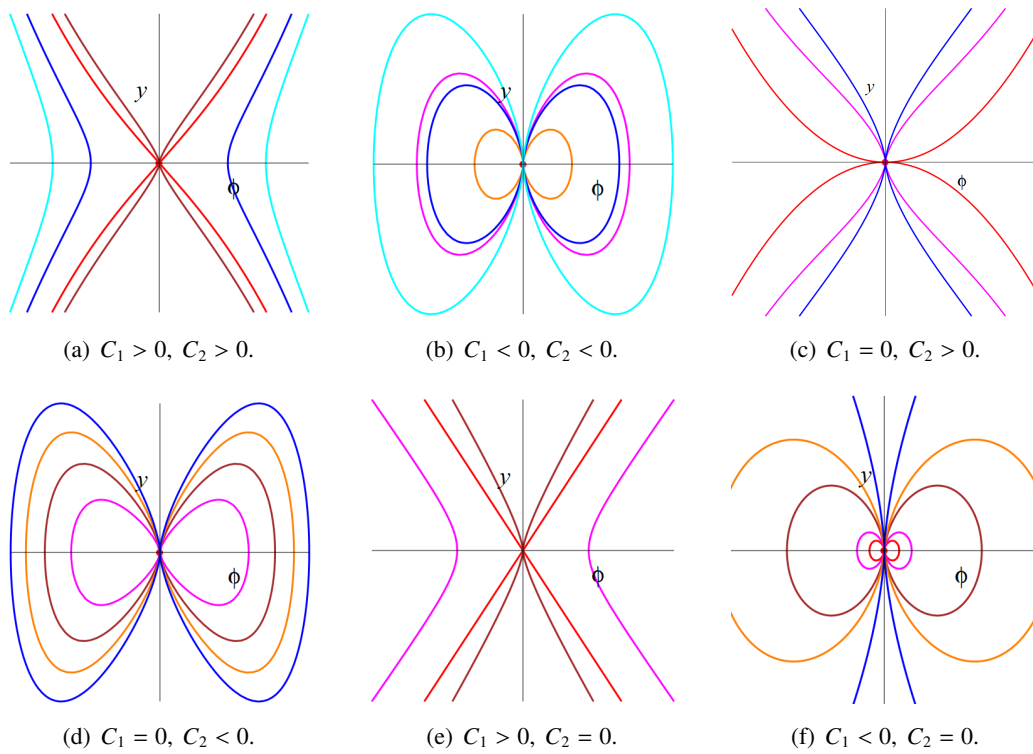 y
ϕ
(a) C₁ > 0, C₂ > 0.
y
ϕ
(b) C₁ < 0, C₂ < 0.
y
ϕ
(c) C₁ = 0, C₂ > 0.
y
ϕ
(d) C₁ = 0, C₂ < 0.
y
ϕ
(e) C₁ > 0, C₂ = 0.
y
ϕ
(f) C₁ < 0, C₂ = 0.